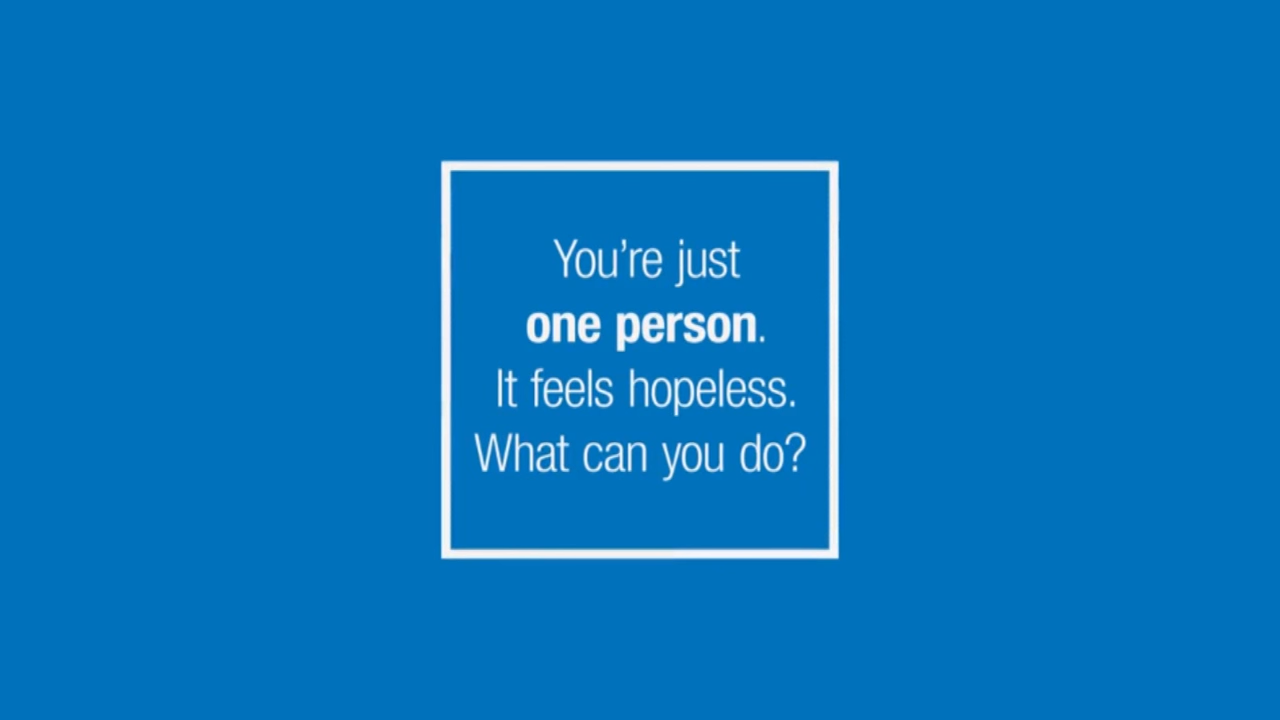 You’re just
one person.
It feels hopeless.
What can you do?